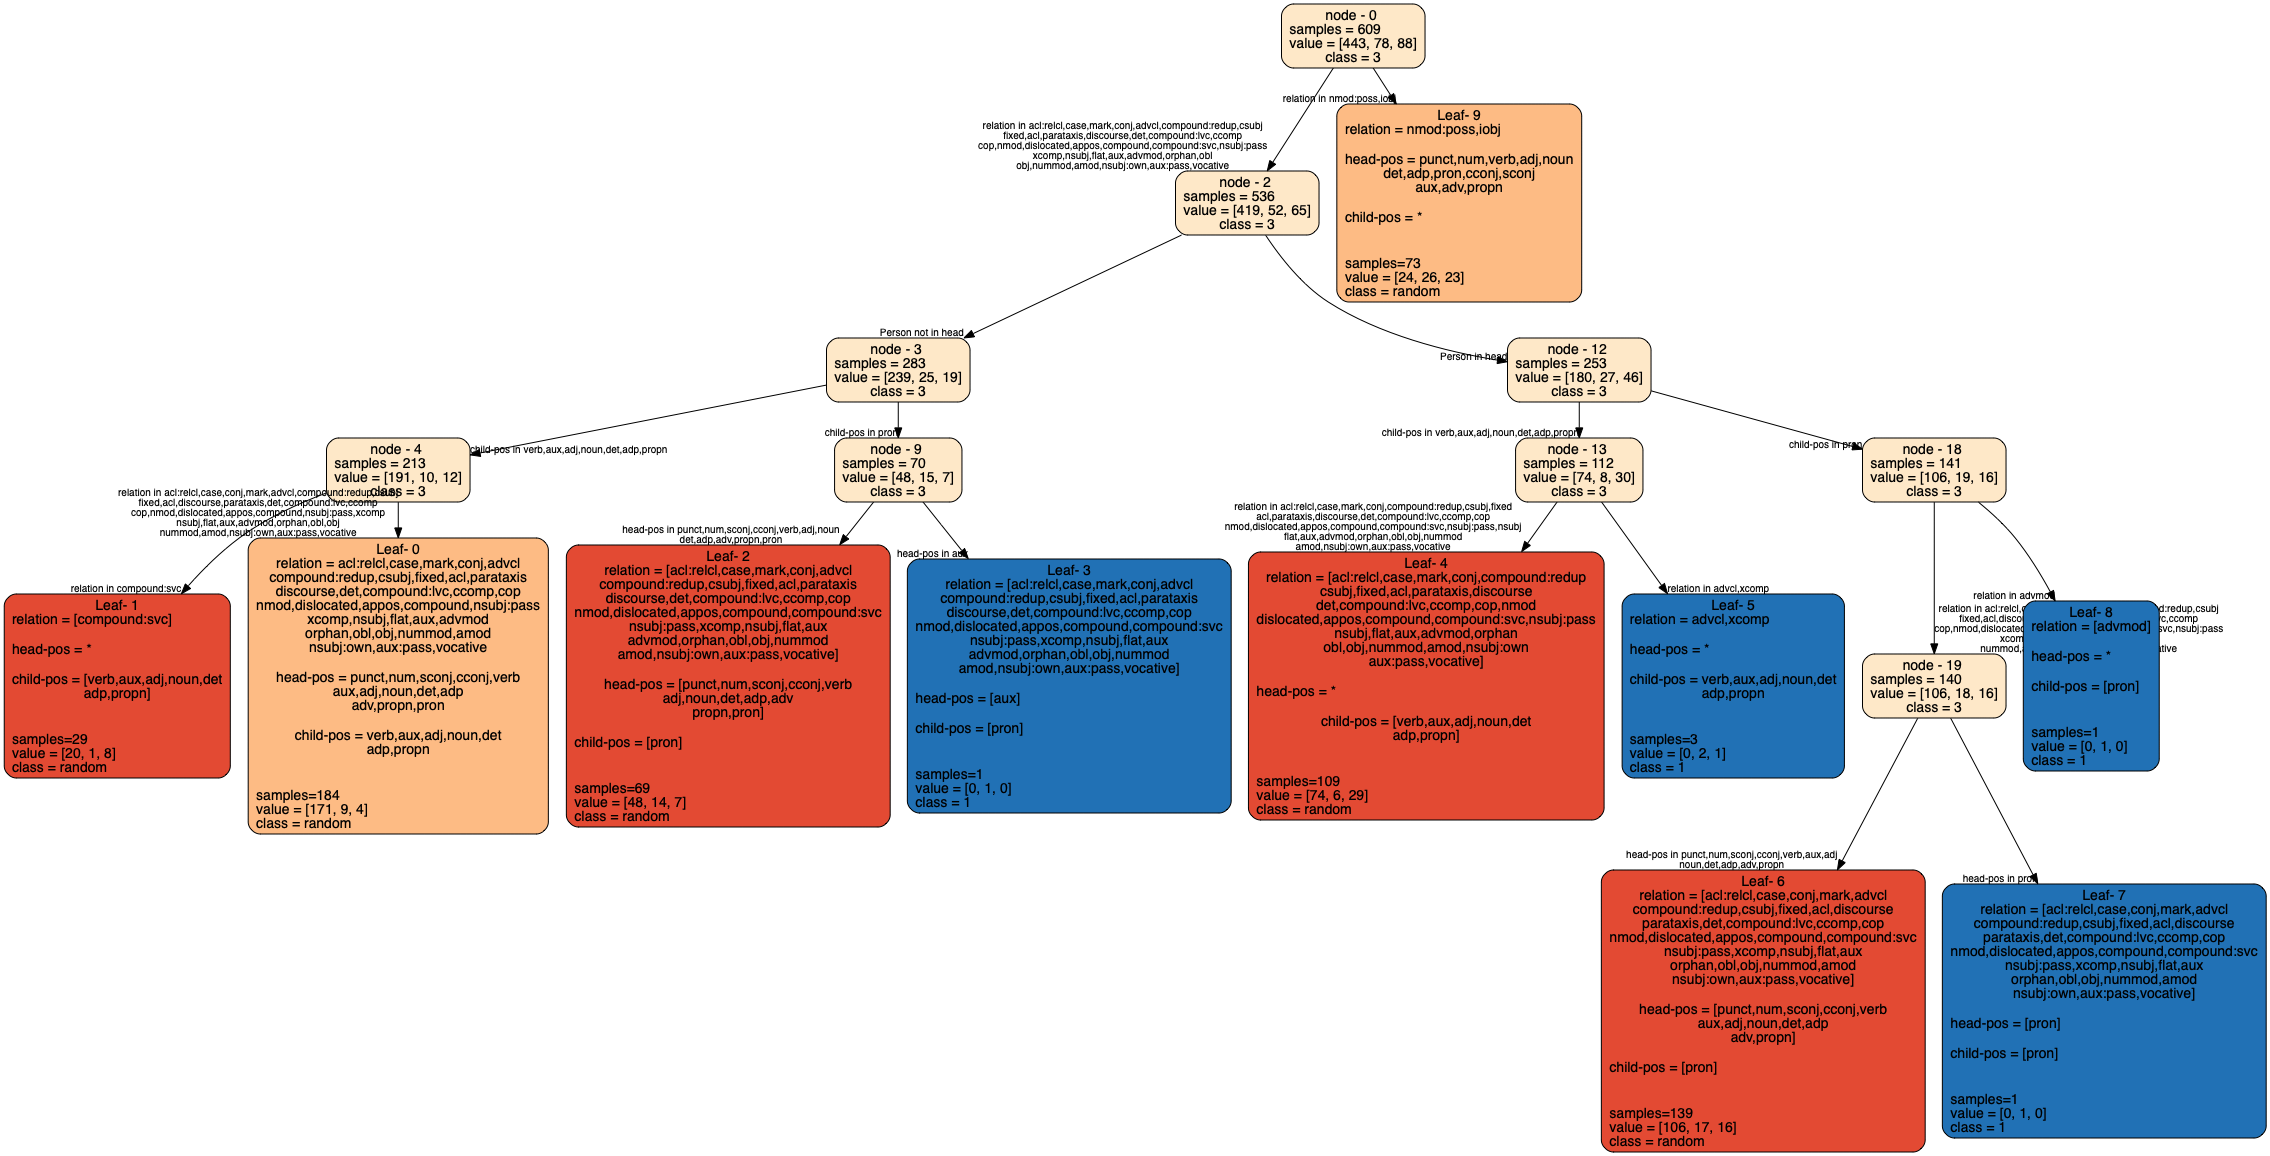 node - 0
samples = 609
value = [443, 78, 88]
class = 3
relation in nmod:poss,iobj
Leaf- 9
relation = nmod:poss,iobj
head-pos = punct,num,verb,adj,noun
det,adp,pron,cconj,sconj
aux,adv,propn
child-pos = *
samples=73
value = [24, 26, 23]
class = random
relation in acl:relcl,case,mark,conj,advcl,compound:redup,csubj
fixed,acl,parataxis,discourse,det,compound:lvc,ccomp
cop,nmod,dislocated,appos,compound,compound:svc,nsubj:pass
xcomp,nsubj,flat,aux,advmod,orphan,obl
obj,nummod,amod,nsubj:own,aux:pass,vocative
node - 2
samples = 536
value = [419, 52, 65]
class = 3
Person not in head
node - 3
samples = 283
value = [239, 25, 19]
class = 3
Person in head
node - 12
samples = 253
value = [180, 27, 46]
class = 3
child-pos in verb,aux,adj,noun,det,adp,propn
node - 4
samples = 213
value = [191, 10, 12]
class = 3
child-pos in pron
node - 9
samples = 70
value = [48, 15, 7]
class = 3
child-pos in verb,aux,adj,noun,det,adp,propn
node - 13
samples = 112
value = [74, 8, 30]
class = 3
child-pos in pron
node - 18
samples = 141
value = [106, 19, 16]
class = 3
relation in acl:relcl,case,conj,mark,advcl,compound:redup,csubj
fixed,acl,discourse,parataxis,det,compound:lvc,ccomp
cop,nmod,dislocated,appos,compound,nsubj:pass,xcomp
nsubj,flat,aux,advmod,orphan,obl,obj
nummod,amod,nsubj:own,aux:pass,vocative
relation in compound:svc
Leaf- 1
relation = [compound:svc]
head-pos = *
child-pos = [verb,aux,adj,noun,det
adp,propn]
samples=29
value = [20, 1, 8]
class = random
Leaf- 0
relation = acl:relcl,case,mark,conj,advcl
compound:redup,csubj,fixed,acl,parataxis
discourse,det,compound:lvc,ccomp,cop
nmod,dislocated,appos,compound,nsubj:pass
xcomp,nsubj,flat,aux,advmod
orphan,obl,obj,nummod,amod
nsubj:own,aux:pass,vocative
head-pos = punct,num,sconj,cconj,verb
aux,adj,noun,det,adp
adv,propn,pron
child-pos = verb,aux,adj,noun,det
adp,propn
samples=184
value = [171, 9, 4]
class = random
head-pos in punct,num,sconj,cconj,verb,adj,noun
det,adp,adv,propn,pron
Leaf- 2
relation = [acl:relcl,case,mark,conj,advcl
compound:redup,csubj,fixed,acl,parataxis
discourse,det,compound:lvc,ccomp,cop
nmod,dislocated,appos,compound,compound:svc
nsubj:pass,xcomp,nsubj,flat,aux
advmod,orphan,obl,obj,nummod
amod,nsubj:own,aux:pass,vocative]
head-pos = [punct,num,sconj,cconj,verb
adj,noun,det,adp,adv
propn,pron]
child-pos = [pron]
samples=69
value = [48, 14, 7]
class = random
head-pos in aux
Leaf- 3
relation = [acl:relcl,case,mark,conj,advcl
compound:redup,csubj,fixed,acl,parataxis
discourse,det,compound:lvc,ccomp,cop
nmod,dislocated,appos,compound,compound:svc
nsubj:pass,xcomp,nsubj,flat,aux
advmod,orphan,obl,obj,nummod
amod,nsubj:own,aux:pass,vocative]
head-pos = [aux]
child-pos = [pron]
samples=1
value = [0, 1, 0]
class = 1
relation in acl:relcl,case,mark,conj,compound:redup,csubj,fixed
acl,parataxis,discourse,det,compound:lvc,ccomp,cop
nmod,dislocated,appos,compound,compound:svc,nsubj:pass,nsubj
flat,aux,advmod,orphan,obl,obj,nummod
amod,nsubj:own,aux:pass,vocative
Leaf- 4
relation = [acl:relcl,case,mark,conj,compound:redup
csubj,fixed,acl,parataxis,discourse
det,compound:lvc,ccomp,cop,nmod
dislocated,appos,compound,compound:svc,nsubj:pass
nsubj,flat,aux,advmod,orphan
obl,obj,nummod,amod,nsubj:own
aux:pass,vocative]
head-pos = *
child-pos = [verb,aux,adj,noun,det
adp,propn]
samples=109
value = [74, 6, 29]
class = random
relation in advcl,xcomp
Leaf- 5
relation = advcl,xcomp
head-pos = *
child-pos = verb,aux,adj,noun,det
adp,propn
samples=3
value = [0, 2, 1]
class = 1
relation in advmod
Leaf- 8
relation = [advmod]
head-pos = *
child-pos = [pron]
samples=1
value = [0, 1, 0]
class = 1
node - 19
samples = 140
value = [106, 18, 16]
class = 3
head-pos in punct,num,sconj,cconj,verb,aux,adj
noun,det,adp,adv,propn
Leaf- 6
relation = [acl:relcl,case,conj,mark,advcl
compound:redup,csubj,fixed,acl,discourse
parataxis,det,compound:lvc,ccomp,cop
nmod,dislocated,appos,compound,compound:svc
nsubj:pass,xcomp,nsubj,flat,aux
orphan,obl,obj,nummod,amod
nsubj:own,aux:pass,vocative]
head-pos = [punct,num,sconj,cconj,verb
aux,adj,noun,det,adp
adv,propn]
child-pos = [pron]
samples=139
value = [106, 17, 16]
class = random
head-pos in pron
Leaf- 7
relation = [acl:relcl,case,conj,mark,advcl
compound:redup,csubj,fixed,acl,discourse
parataxis,det,compound:lvc,ccomp,cop
nmod,dislocated,appos,compound,compound:svc
nsubj:pass,xcomp,nsubj,flat,aux
orphan,obl,obj,nummod,amod
nsubj:own,aux:pass,vocative]
head-pos = [pron]
child-pos = [pron]
samples=1
value = [0, 1, 0]
class = 1